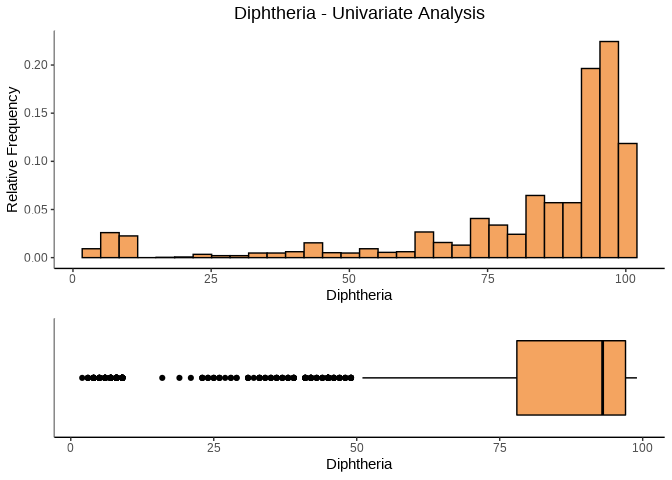 Diphtheria - Univariate Analysis
Relative Frequency
0.20
0.15
0.10
0.05
0.00
0 25 50 75 100
Diphtheria
0 25 50 75 100
Diphtheria